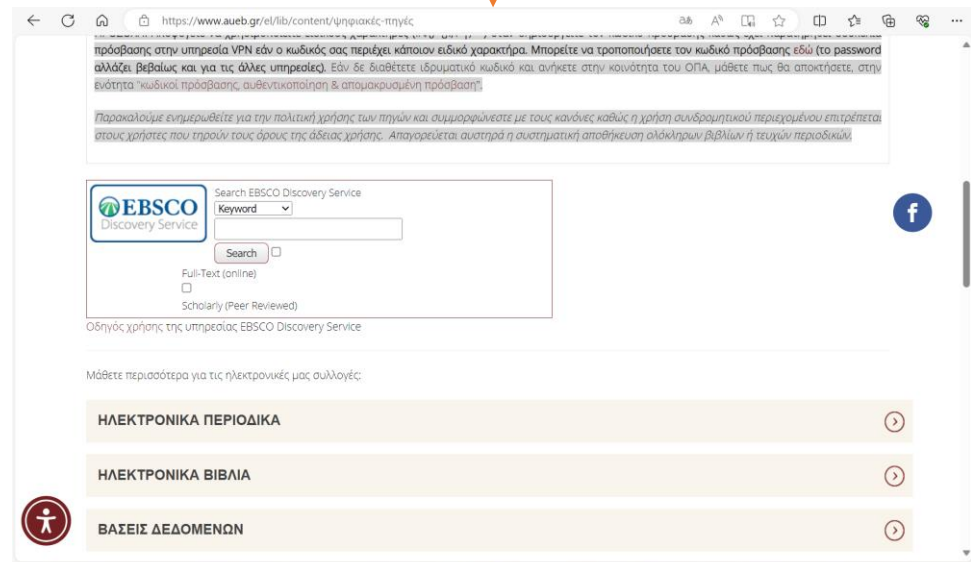 https://www.aueb.gr/el/lib/content/ψηφιακές-πηγές
πρόσβασης στην υπηρεσία VPN εάν ο κωδικός σας περιέχει κάποιον ειδικό χαρακτήρα. Μπορείτε να τροποποιήσετε τον κωδικό πρόσβασης εδώ (το password
αλλάζει βεβαίως και για τις άλλες υπηρεσίες). Εάν δε διαθέτετε ιδρυματικό κωδικό και ανήκετε στην κοινότητα του ΟΠΑ, μάθετε πως θα αποκτήσετε, στην
ενότητα "κωδικοί πρόσβασης, αυθεντικοποίηση & απομακρυσμένη πρόσβαση".
Παρακαλούμε ενημερωθείτε για την πολιτική χρήσης των πηγών και συμμορφώνεστε με τους κανόνες καθώς η χρήση συνδρομητικού περιεχομένου επιτρέπεται
στους χρήστες που τηρούν τους όρους της άδειας χρήσης. Απαγορεύεται αυστηρά η συστηματική αποθήκευση ολόκληρων βιβλίων ή τευχών περιοδικών.
EBSCO
Discovery Service
Search EBSCO Discovery Service
Keyword
Search
Full-Text (online)
Scholarly (Peer Reviewed)
Οδηγός χρήσης της υπηρεσίας EBSCO Discovery Service
Μάθετε περισσότερα για τις ηλεκτρονικές μας συλλογές:
ΗΛΕΚΤΡΟΝΙΚΑ ΠΕΡΙΟΔΙΚΑ
ΗΛΕΚΤΡΟΝΙΚΑ ΒΙΒΛΙΑ
ΒΑΣΕΙΣ ΔΕΔΟΜΕΝΩΝ